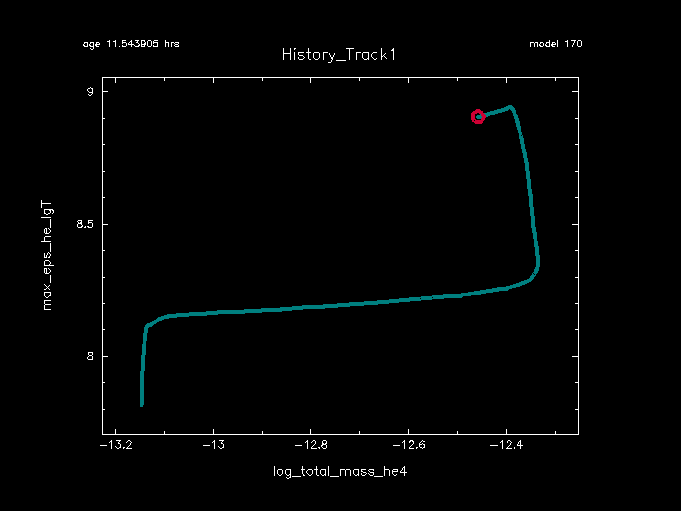 age 11.543905 hrs
model 170
History_Track1
9
8.5
8
max_eps_he_lgT
−13.2
−13
−12.8
−12.6
−12.4
log_total_mass_he4